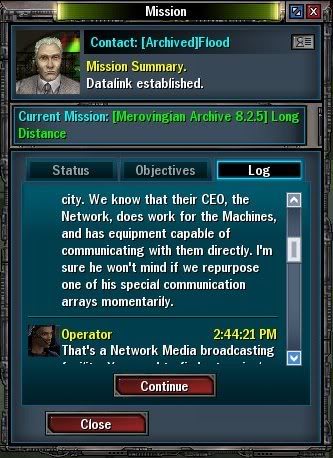 Mission
Contact: [Archived]Flood
Mission Summary.
Datalink established.
Current Mission: [Merovingian Archive 8.2.5] Long
Distance
Status
Objectives
Log
city. We know that their CEO, the
Network, does work for the Machines,
and has equipment capable of
communicating with them directly. I'm
sure he won't mind if we repurpose
one of his special communication
arrays momentarily.
Operator
2:44:21 PM
That's a Network Media broadcasting
Continue
Close